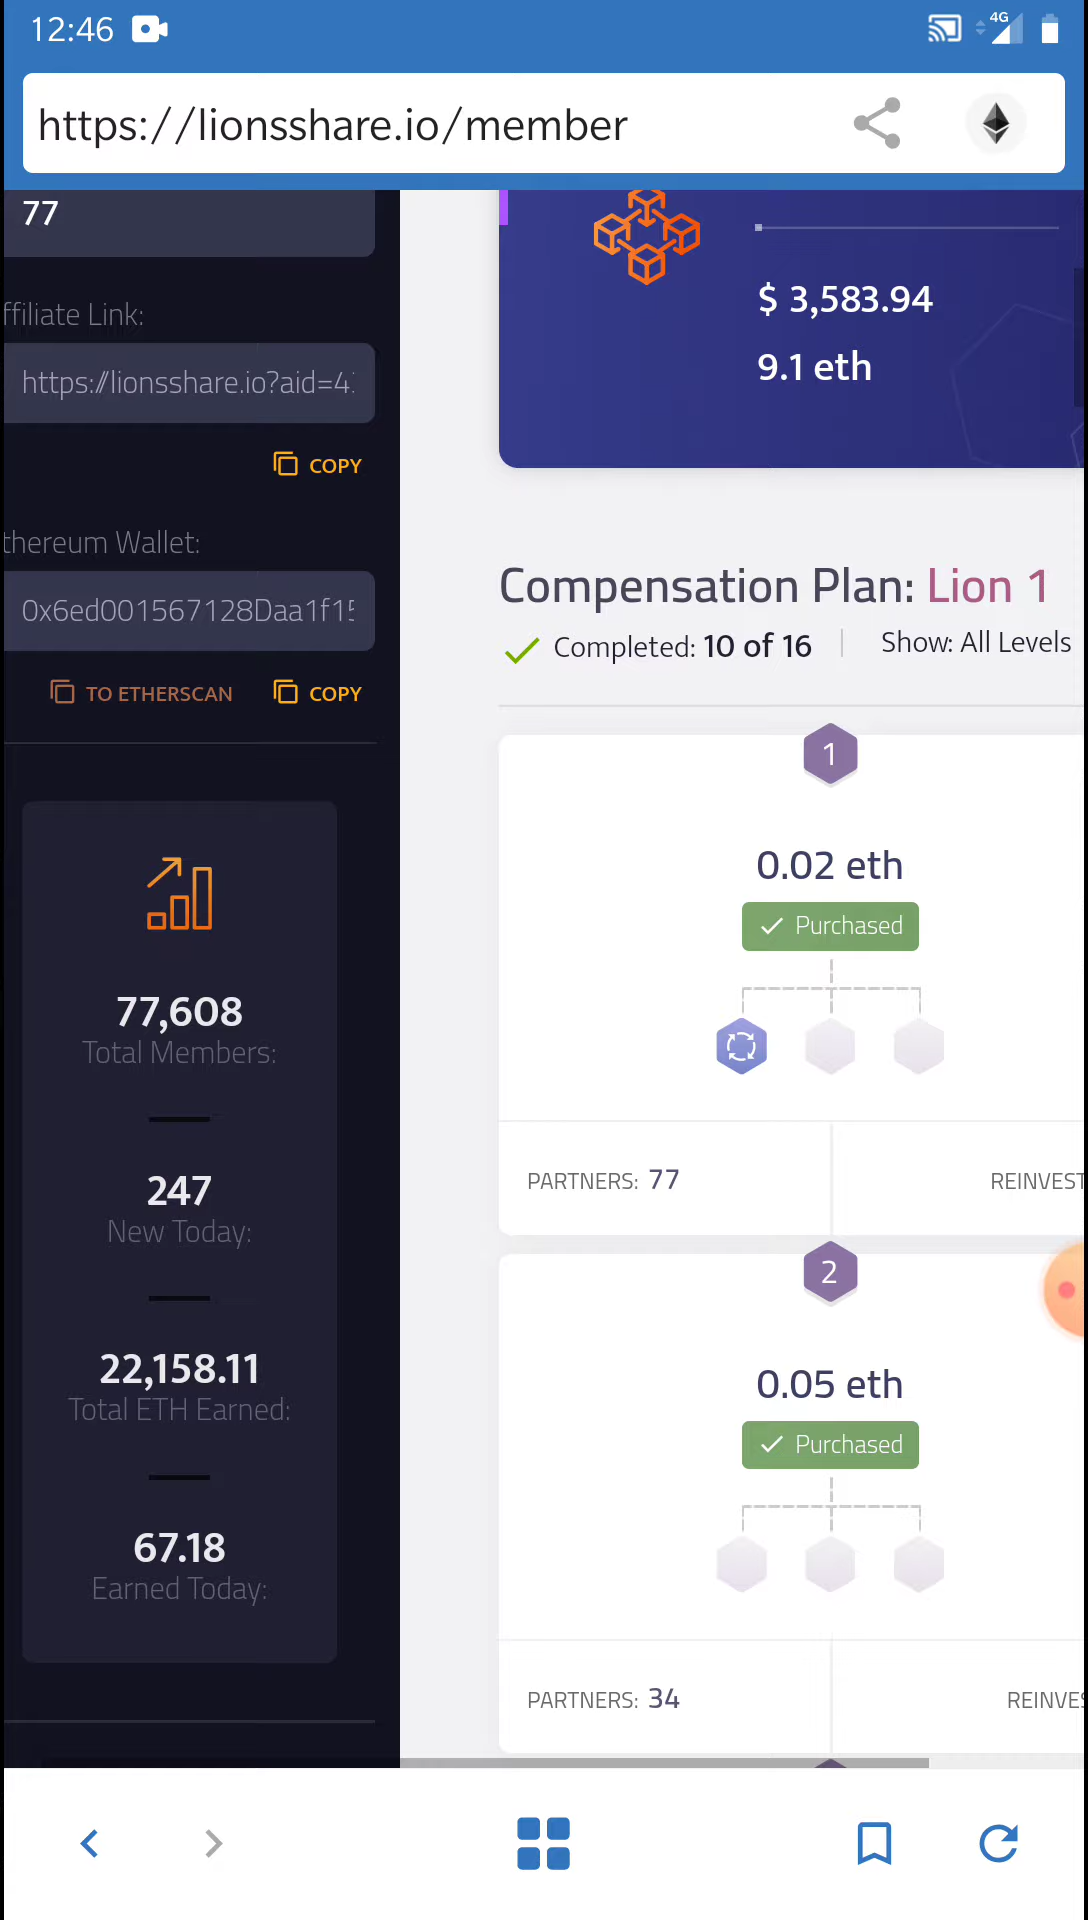 12:46
4G
https://lionsshare.io/member
77
ffiliate Link:
https://lionsshare.io?aid=4
COPY
thereum Wallet:
0x6ed001567128Daa1f15
TO ETHERSCAN
COPY
77,608
Total Members:
247
New Today:
22,158.11
Total ETH Earned:
67.18
Earned Today:
$ 3,583.94
9.1 eth
Compensation Plan: Lion 1
Completed: 10 of 16
Show: All Levels
1
0.02 eth
Purchased
PARTNERS: 77
REINVEST
2
0.05 eth
Purchased
PARTNERS: 34
REINVES